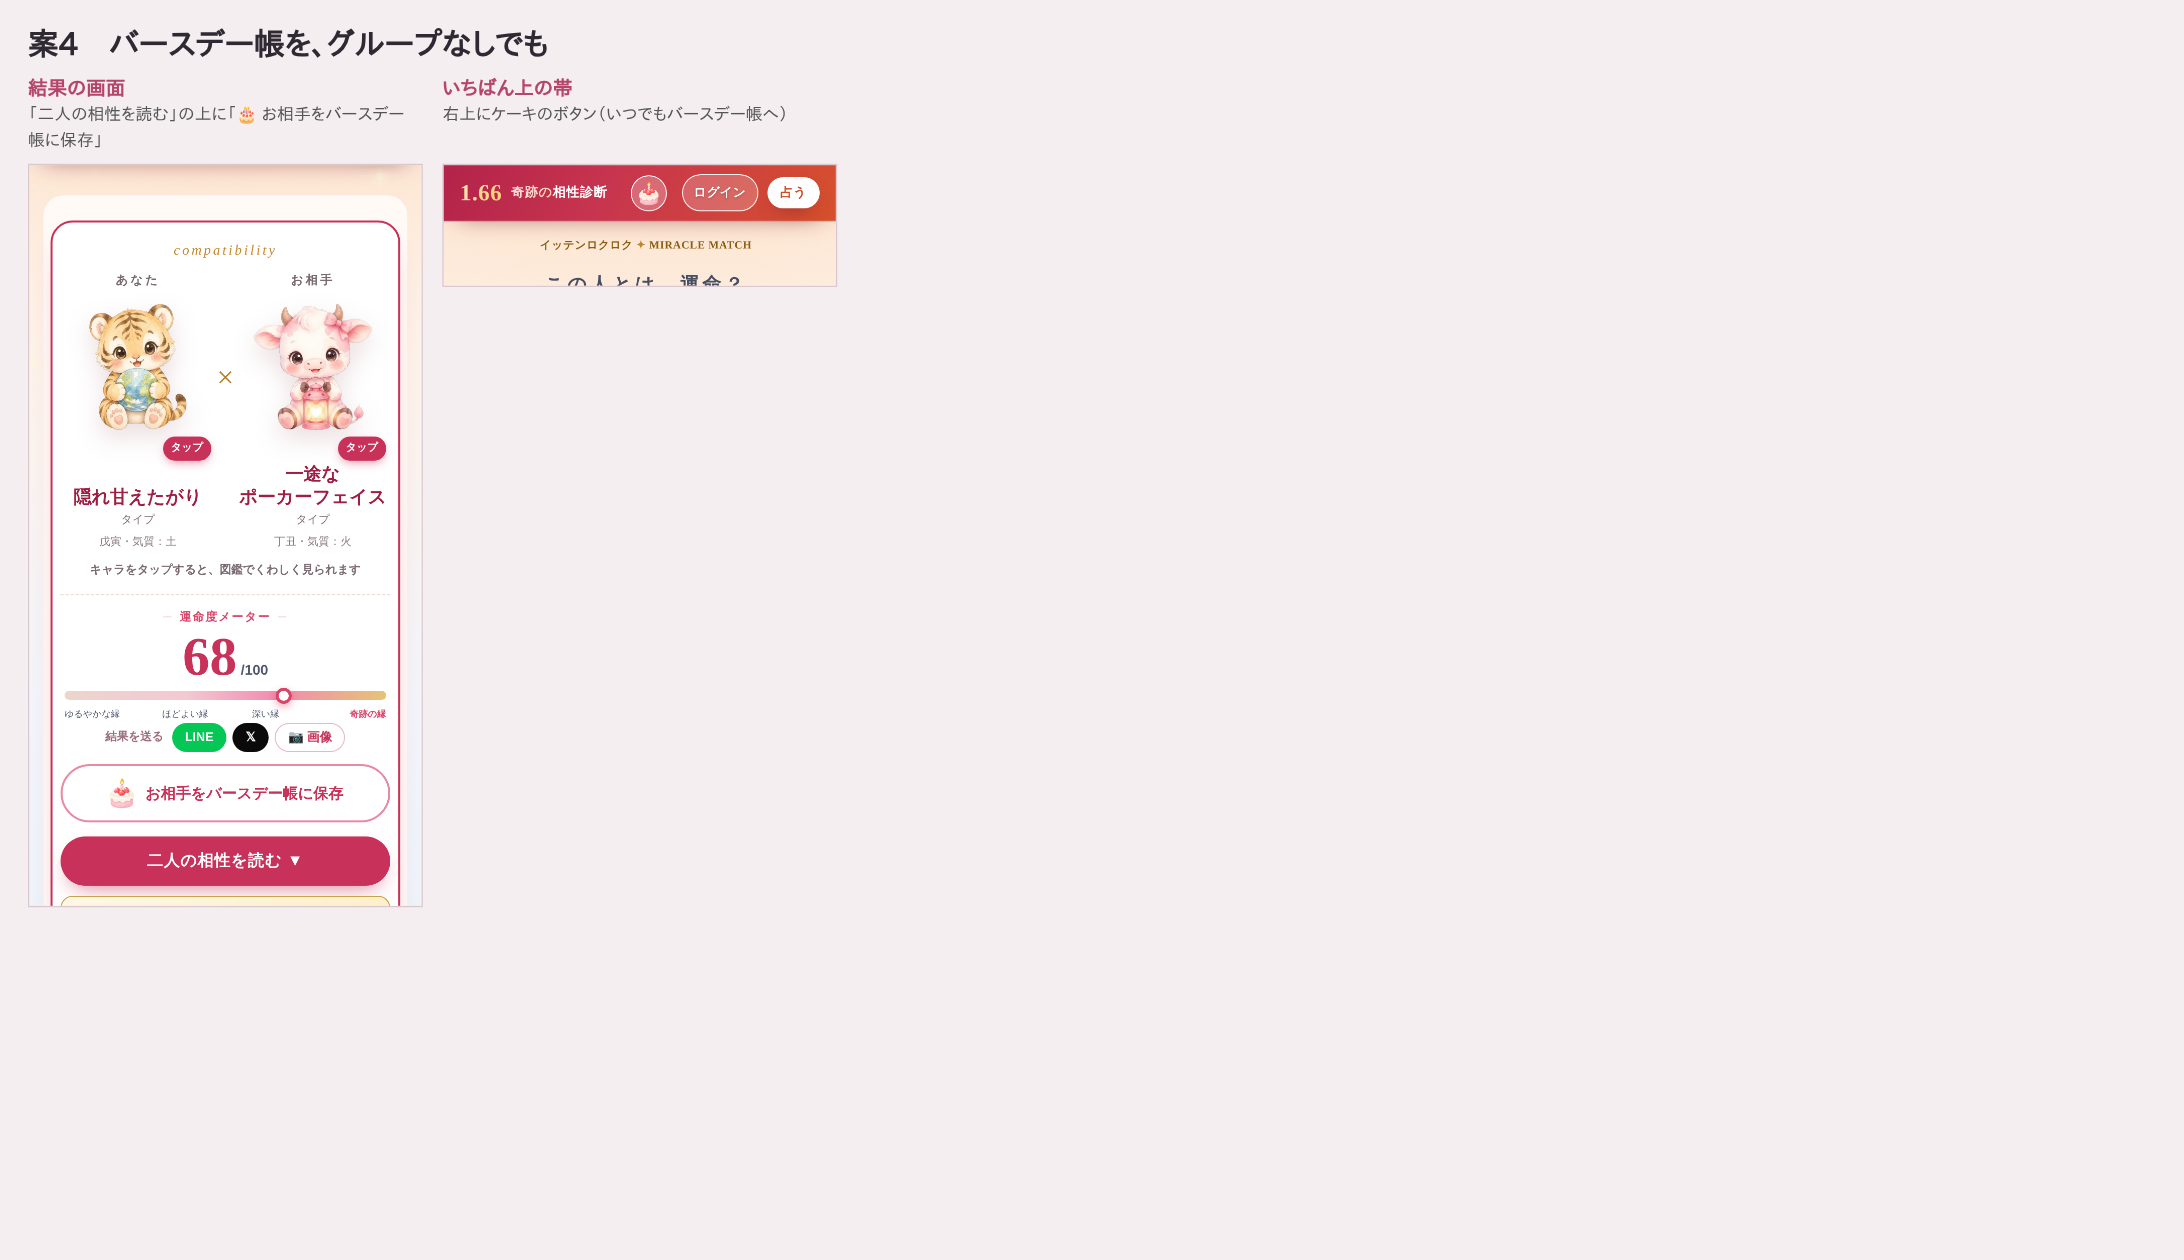 案４　バースデー帳を、グループなしでも
結果の画面
「二人の相性を読む」の上に「🎂 お相手をバースデー
帳に保存」
compatibility
あなた
お相手
×
タップ
タップ
隠れ甘えたがり
一途な
ポーカーフェイス
タイプ
タイプ
戊寅・気質：土
丁丑・気質：火
キャラをタップすると、図鑑でくわしく見られます
― 運命度メーター ―
68 /100
ゆるやかな縁
ほどよい縁
深い縁
奇跡の縁
結果を送る
LINE
𝕏
📷 画像
お相手をバースデー帳に保存
二人の相性を読む ▼
いちばん上の帯
右上にケーキのボタン（いつでもバースデー帳へ）
1.66 奇跡の相性診断
ログイン
占う
イッテンロクロク ✦ MIRACLE MATCH
この人とは、運命？